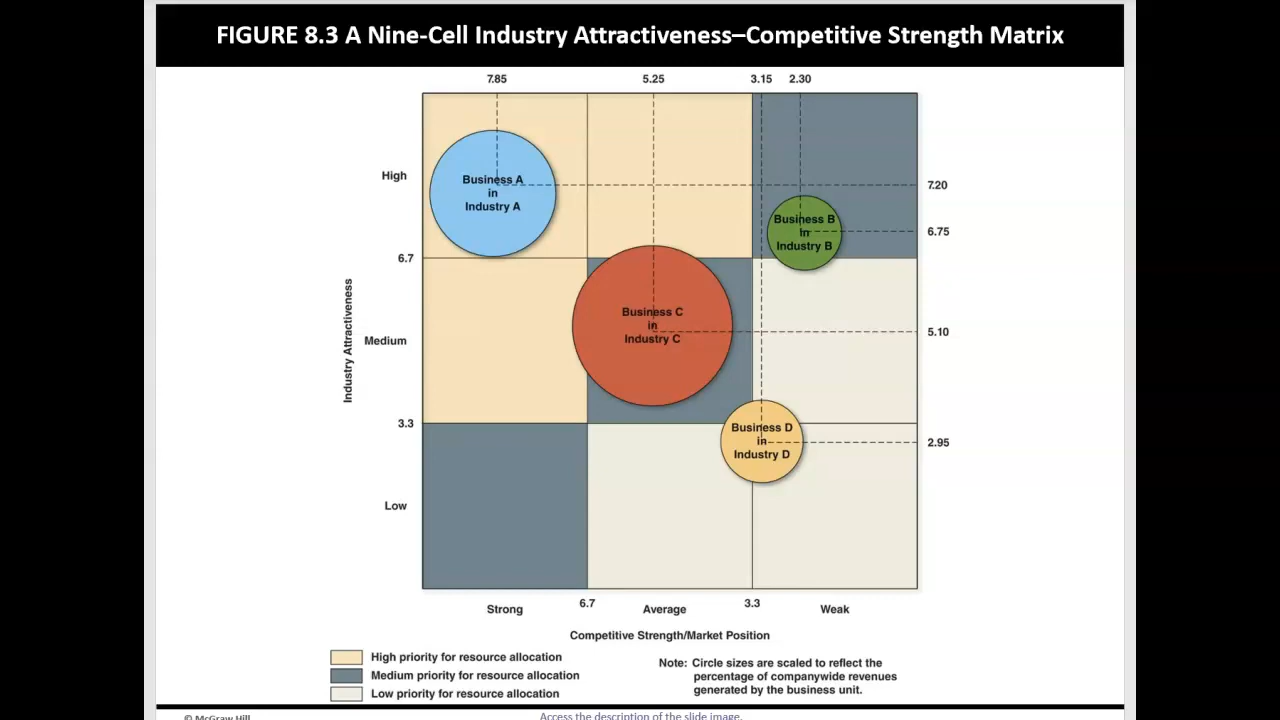 FIGURE 8.3 A Nine-Cell Industry Attractiveness–Competitive Strength Matrix
7.85 5.25 3.15 2.30
High
Business A
in
Industry A
7.20
Business B
in
Industry B
6.75
6.7
Industry Attractiveness
Medium
Business C
in
Industry C
5.10
3.3
Business D
in
Industry D
2.95
Low
Strong 6.7 Average 3.3 Weak
Competitive Strength/Market Position
High priority for resource allocation
Medium priority for resource allocation
Low priority for resource allocation
Note: Circle sizes are scaled to reflect the
percentage of companywide revenues
generated by the business unit.
© McGraw Hill
Access the description of the slide image.